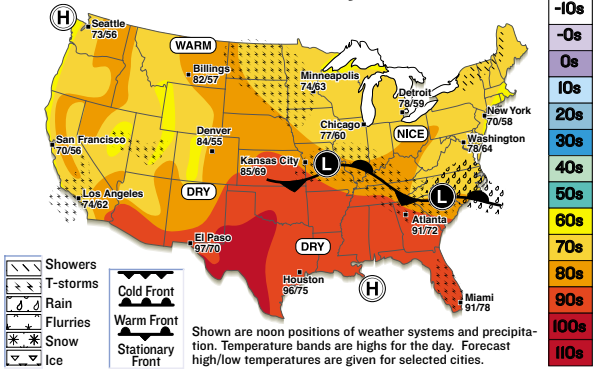 H
Seattle
73/56
WARM
Billings
82/57
Minneapolis
74/63
Detroit
78/59
New York
70/58
Chicago
77/60
NICE
Washington
78/64
San Francisco
70/56
Denver
84/55
Kansas City
85/69
L
L
Los Angeles
74/62
DRY
Atlanta
91/72
El Paso
97/70
DRY
Houston
96/75
H
Miami
91/78
Showers
T-storms
Rain
Flurries
Snow
Ice
Cold Front
Warm Front
Stationary
Front
Shown are noon positions of weather systems and precipita-
tion. Temperature bands are highs for the day. Forecast
high/low temperatures are given for selected cities.
-10s
-0s
0s
10s
20s
30s
40s
50s
60s
70s
80s
90s
100s
110s